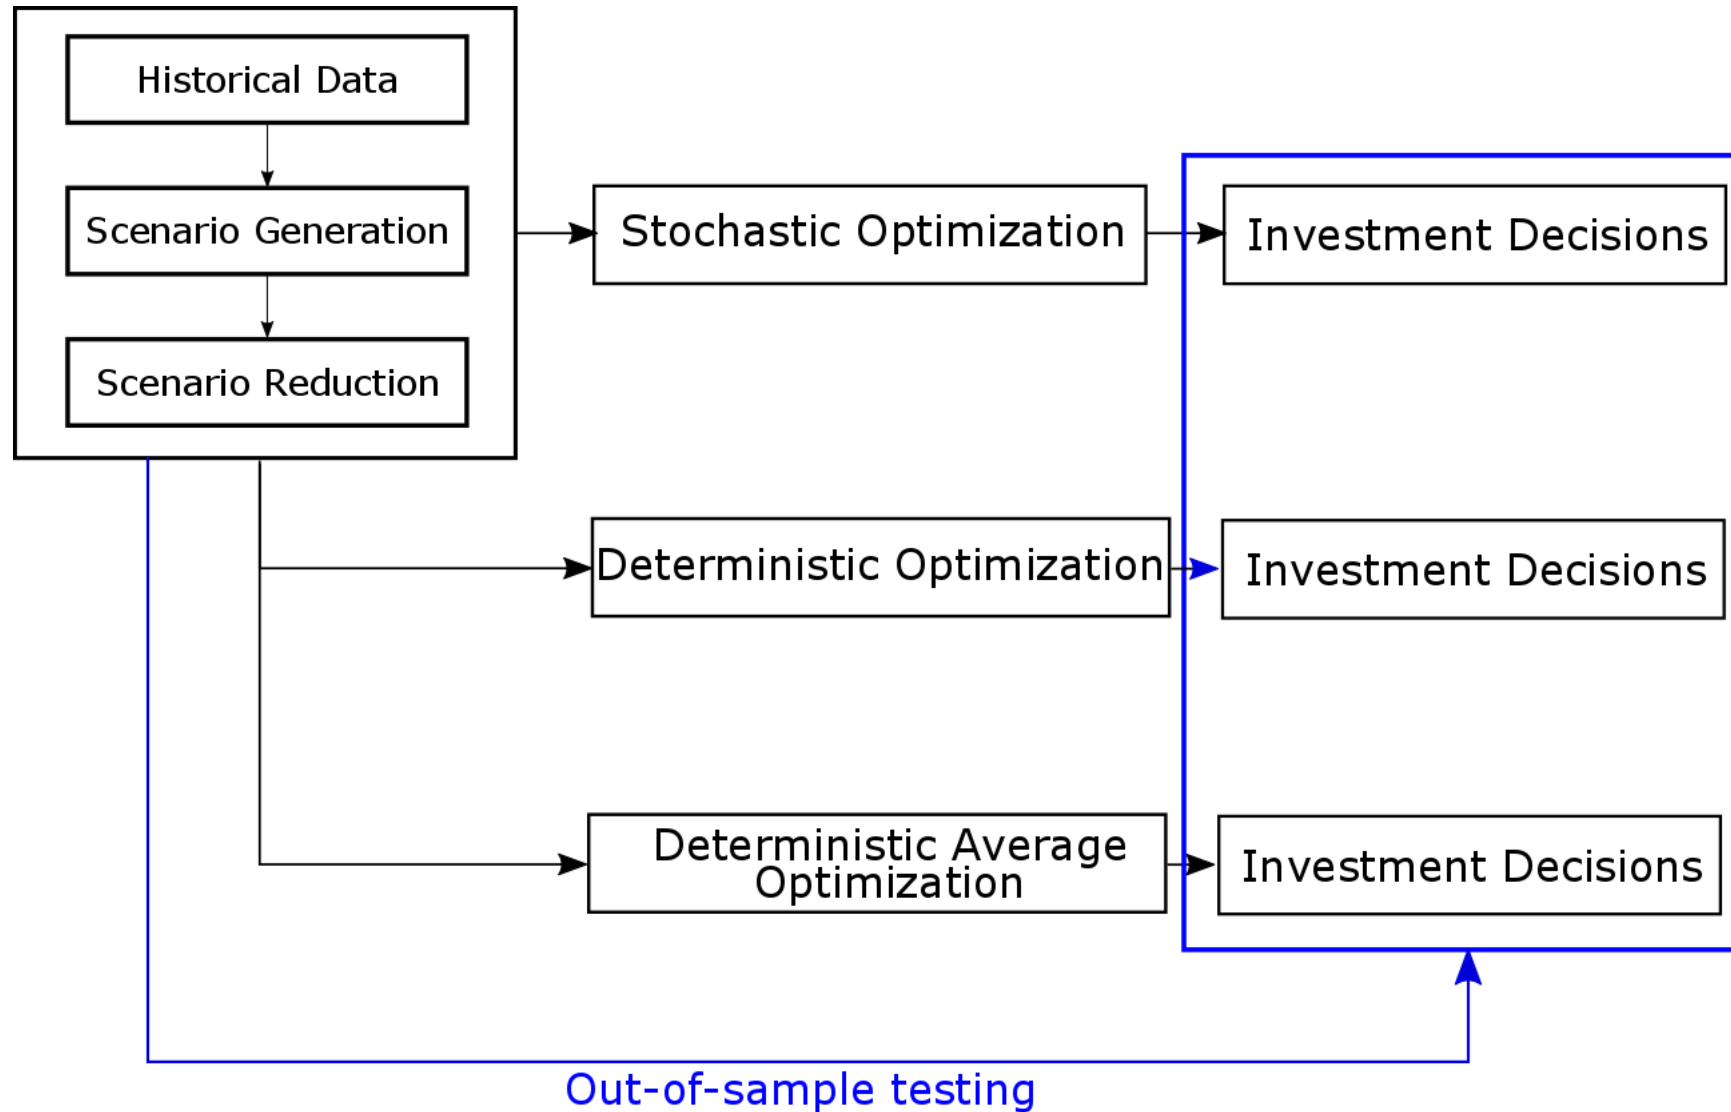 Historical Data
Scenario Generation
Scenario Reduction
Stochastic Optimization
Investment Decisions
Deterministic Optimization
Investment Decisions
Deterministic Average
Optimization
Investment Decisions
Out-of-sample testing